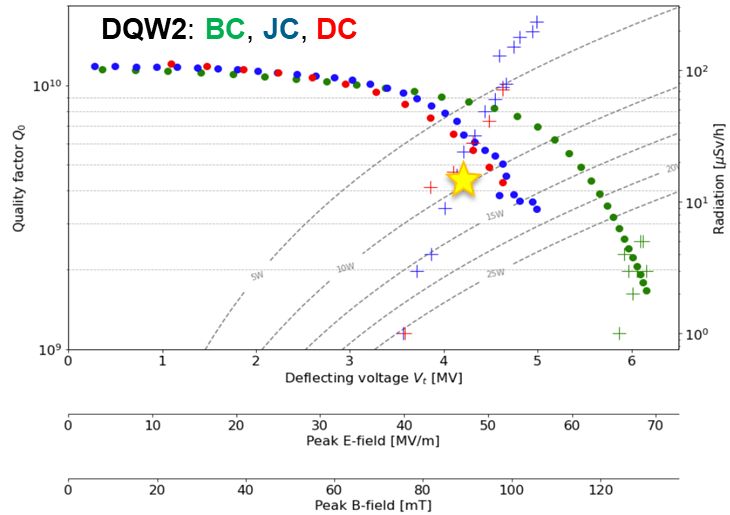 DQW2: BC, JC, DC
Quality factor Q₀
10¹⁰
10⁹
5W
10W
15W
20W
25W
10²
10¹
10⁰
Radiation [μSv/h]
0 1 2 3 4 5 6
Deflecting voltage Vₜ [MV]
0 10 20 30 40 50 60 70
Peak E-field [MV/m]
0 20 40 60 80 100 120
Peak B-field [mT]